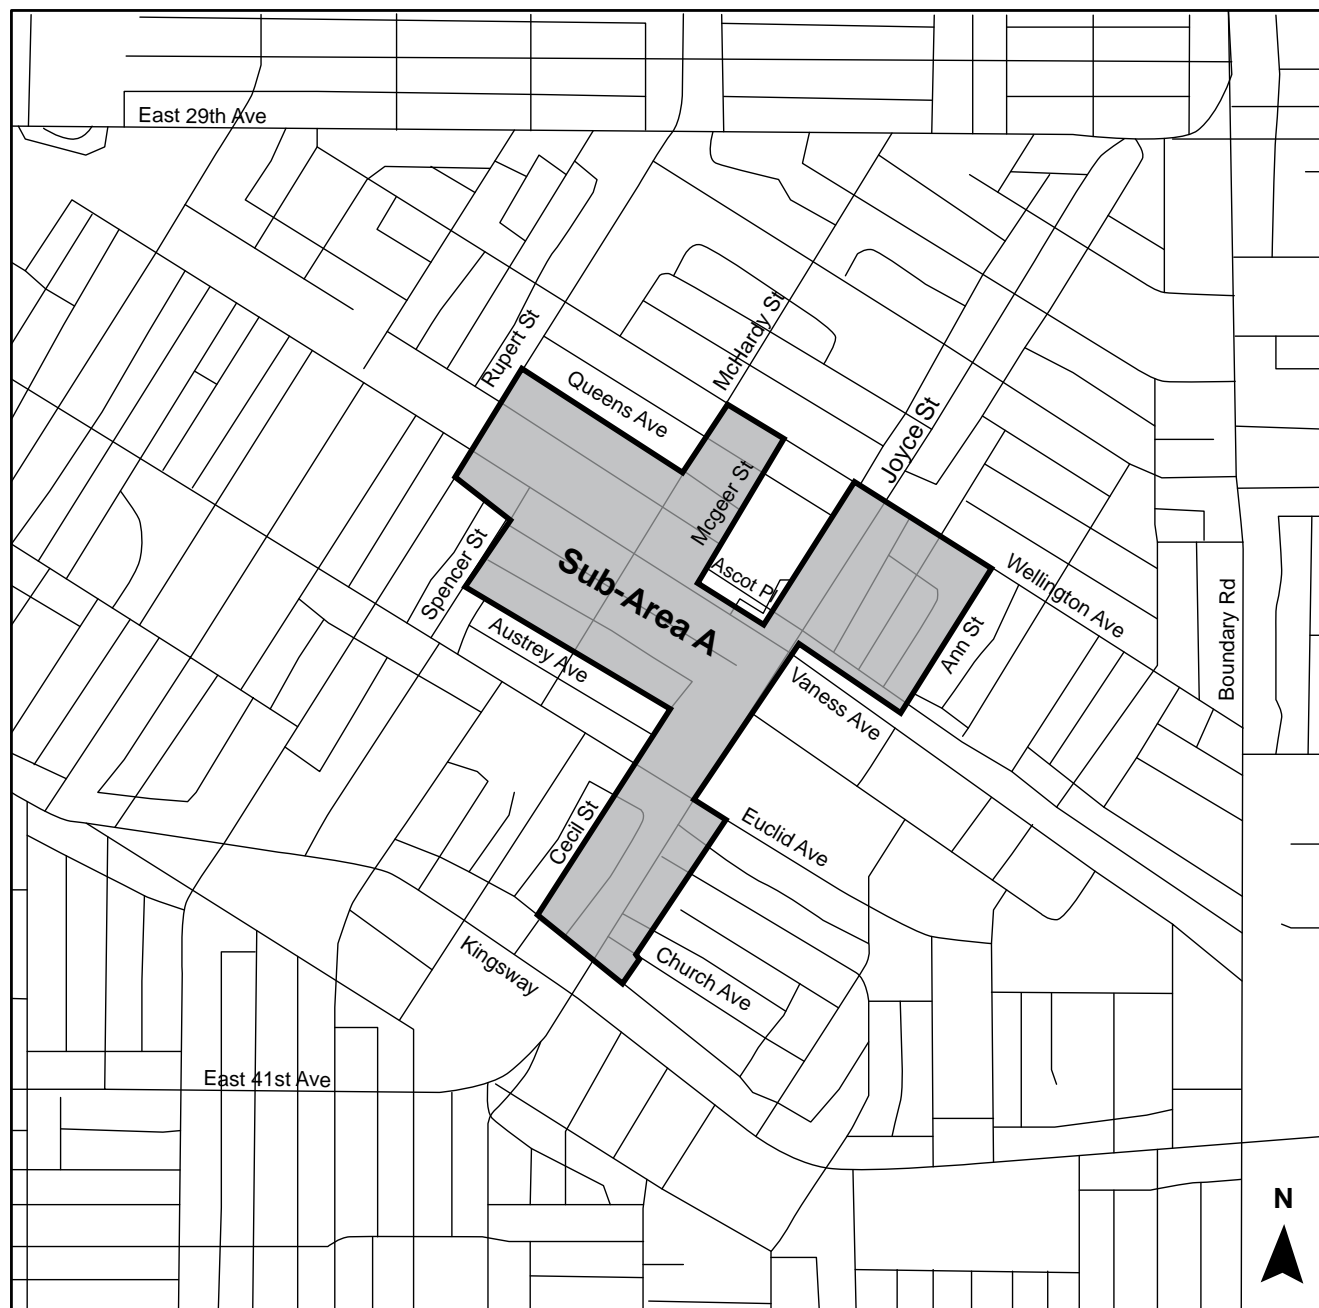 East 29th Ave
Rupert St
Queens Ave
McHardy St
Joyce St
Mcgeer St
Ascot Pl
Spencer St
Sub-Area A
Austrey Ave
Wellington Ave
Ann St
Boundary Rd
Vaness Ave
Cecil St
Euclid Ave
Kingsway
Church Ave
East 41st Ave
N